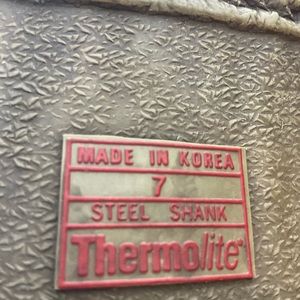 MADE IN KOREA
7
STEEL SHANK
Thermolite®